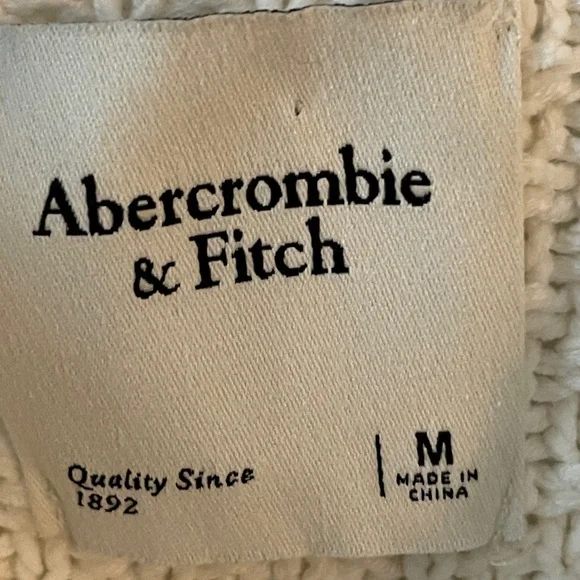 Abercrombie
& Fitch
Quality Since
1892
M
MADE IN
CHINA